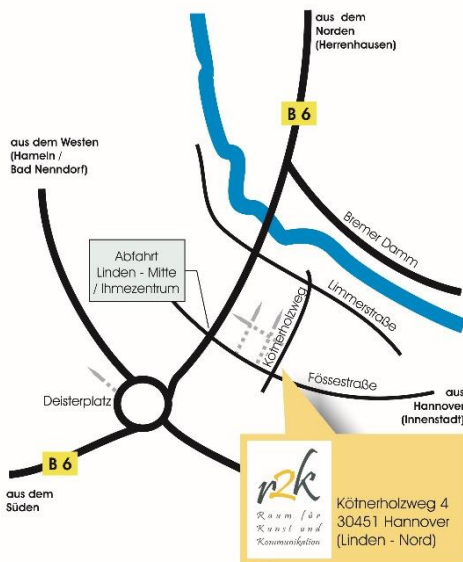 aus dem
Norden
(Herrenhausen)
B 6
aus dem Westen
(Hameln /
Bad Nenndorf)
Bremer Damm
Abfahrt
Linden - Mitte
/ Ihmezentrum
Limmerstraße
Kötnerholzweg
Fössestraße
Deisterplatz
aus
Hannover
(Innenstadt)
B 6
aus dem
Süden
r2k
Raum für
Kunst und
Kommunikation
Kötnerholzweg 4
30451 Hannover
(Linden - Nord)